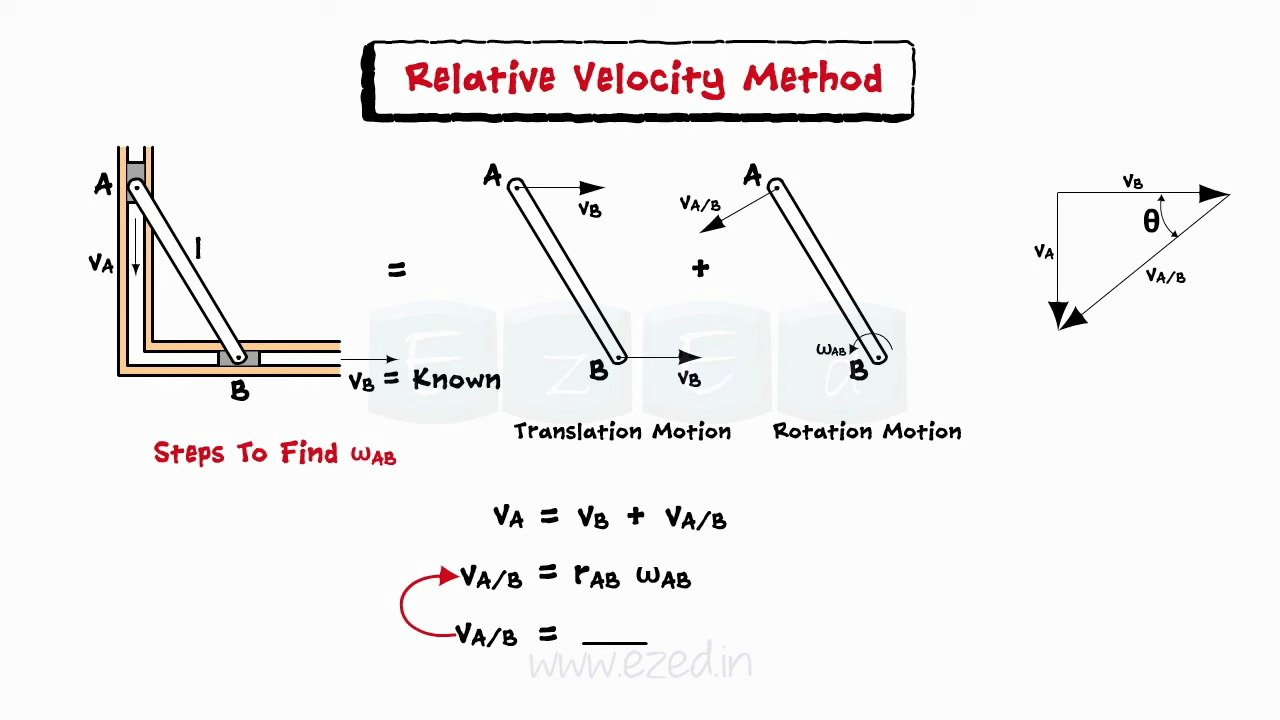 Relative Velocity Method
A
vA
l
vB = Known
B
=
A
vB
B
vB
Translation Motion
+
A
vA/B
ωAB
B
Rotation Motion
vB
θ
vA
vA/B
EzEd
Steps To Find ωAB
vA = vB + vA/B
vA/B = rAB ωAB
vA/B = ____
www.ezed.in